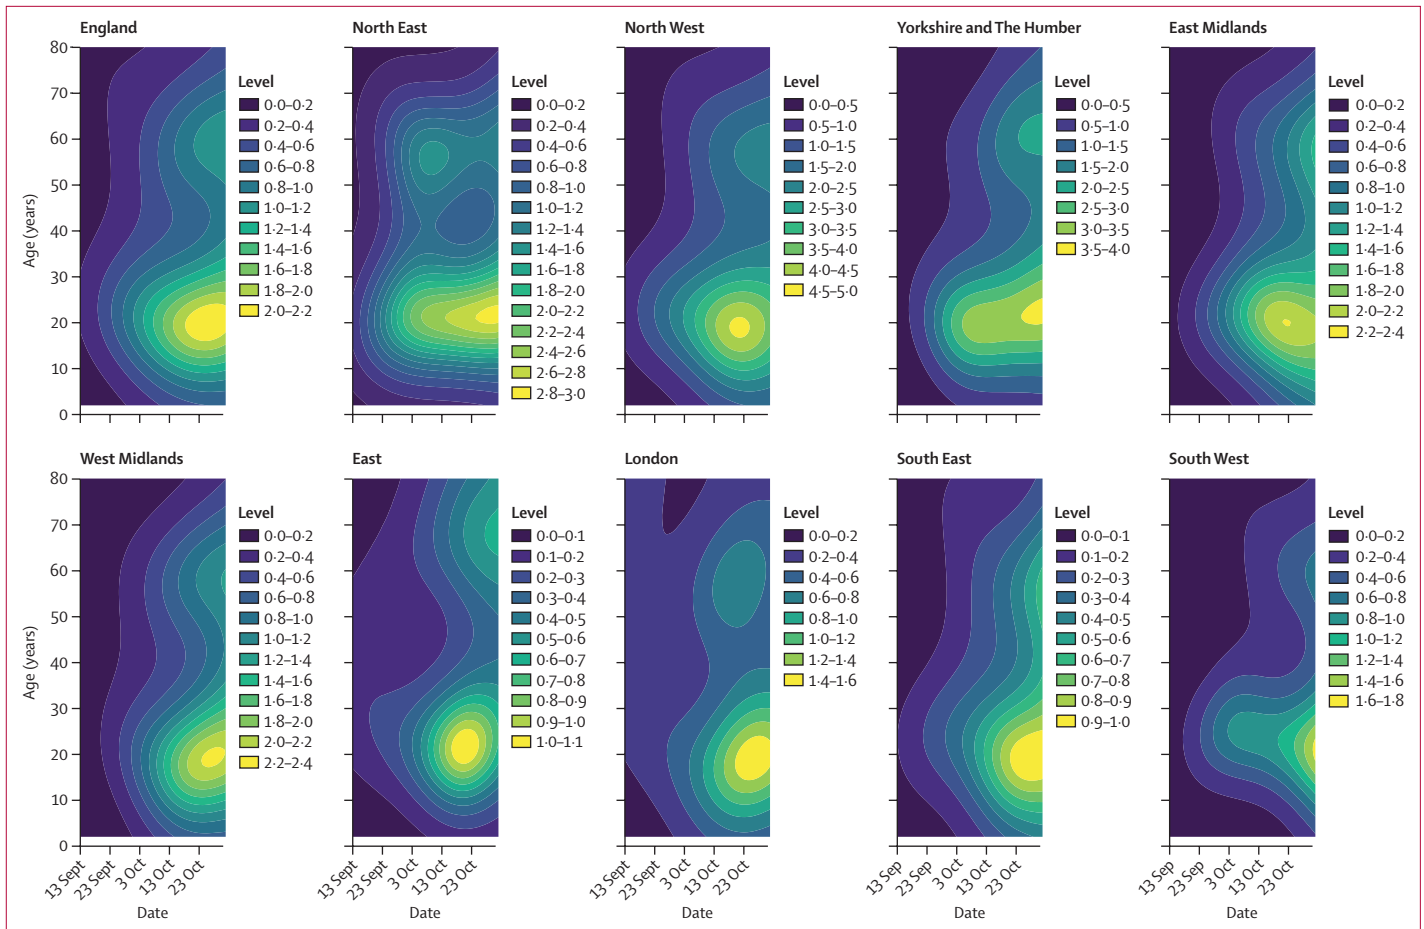 England
North East
North West
Yorkshire and The Humber
East Midlands
Age (years)
80
70
60
50
40
30
20
10
0
Level
0·0–0·2
0·2–0·4
0·4–0·6
0·6–0·8
0·8–1·0
1·0–1·2
1·2–1·4
1·4–1·6
1·6–1·8
1·8–2·0
2·0–2·2
Level
0·0–0·2
0·2–0·4
0·4–0·6
0·6–0·8
0·8–1·0
1·0–1·2
1·2–1·4
1·4–1·6
1·6–1·8
1·8–2·0
2·0–2·2
2·2–2·4
2·4–2·6
2·6–2·8
2·8–3·0
Level
0·0–0·5
0·5–1·0
1·0–1·5
1·5–2·0
2·0–2·5
2·5–3·0
3·0–3·5
3·5–4·0
4·0–4·5
4·5–5·0
Level
0·0–0·5
0·5–1·0
1·0–1·5
1·5–2·0
2·0–2·5
2·5–3·0
3·0–3·5
3·5–4·0
Level
0·0–0·2
0·2–0·4
0·4–0·6
0·6–0·8
0·8–1·0
1·0–1·2
1·2–1·4
1·4–1·6
1·6–1·8
1·8–2·0
2·0–2·2
2·2–2·4
West Midlands
East
London
South East
South West
Age (years)
80
70
60
50
40
30
20
10
0
Level
0·0–0·2
0·2–0·4
0·4–0·6
0·6–0·8
0·8–1·0
1·0–1·2
1·2–1·4
1·4–1·6
1·6–1·8
1·8–2·0
2·0–2·2
2·2–2·4
Level
0·0–0·1
0·1–0·2
0·2–0·3
0·3–0·4
0·4–0·5
0·5–0·6
0·6–0·7
0·7–0·8
0·8–0·9
0·9–1·0
1·0–1·1
Level
0·0–0·2
0·2–0·4
0·4–0·6
0·6–0·8
0·8–1·0
1·0–1·2
1·2–1·4
1·4–1·6
Level
0·0–0·1
0·1–0·2
0·2–0·3
0·3–0·4
0·4–0·5
0·5–0·6
0·6–0·7
0·7–0·8
0·8–0·9
0·9–1·0
Level
0·0–0·2
0·2–0·4
0·4–0·6
0·6–0·8
0·8–1·0
1·0–1·2
1·2–1·4
1·4–1·6
1·6–1·8
13 Sept
23 Sept
3 Oct
13 Oct
23 Oct
Date
13 Sept
23 Sept
3 Oct
13 Oct
23 Oct
Date
13 Sept
23 Sept
3 Oct
13 Oct
23 Oct
Date
13 Sep
23 Sep
3 Oct
13 Oct
23 Oct
Date
13 Sep
23 Sep
3 Oct
13 Oct
23 Oct
Date